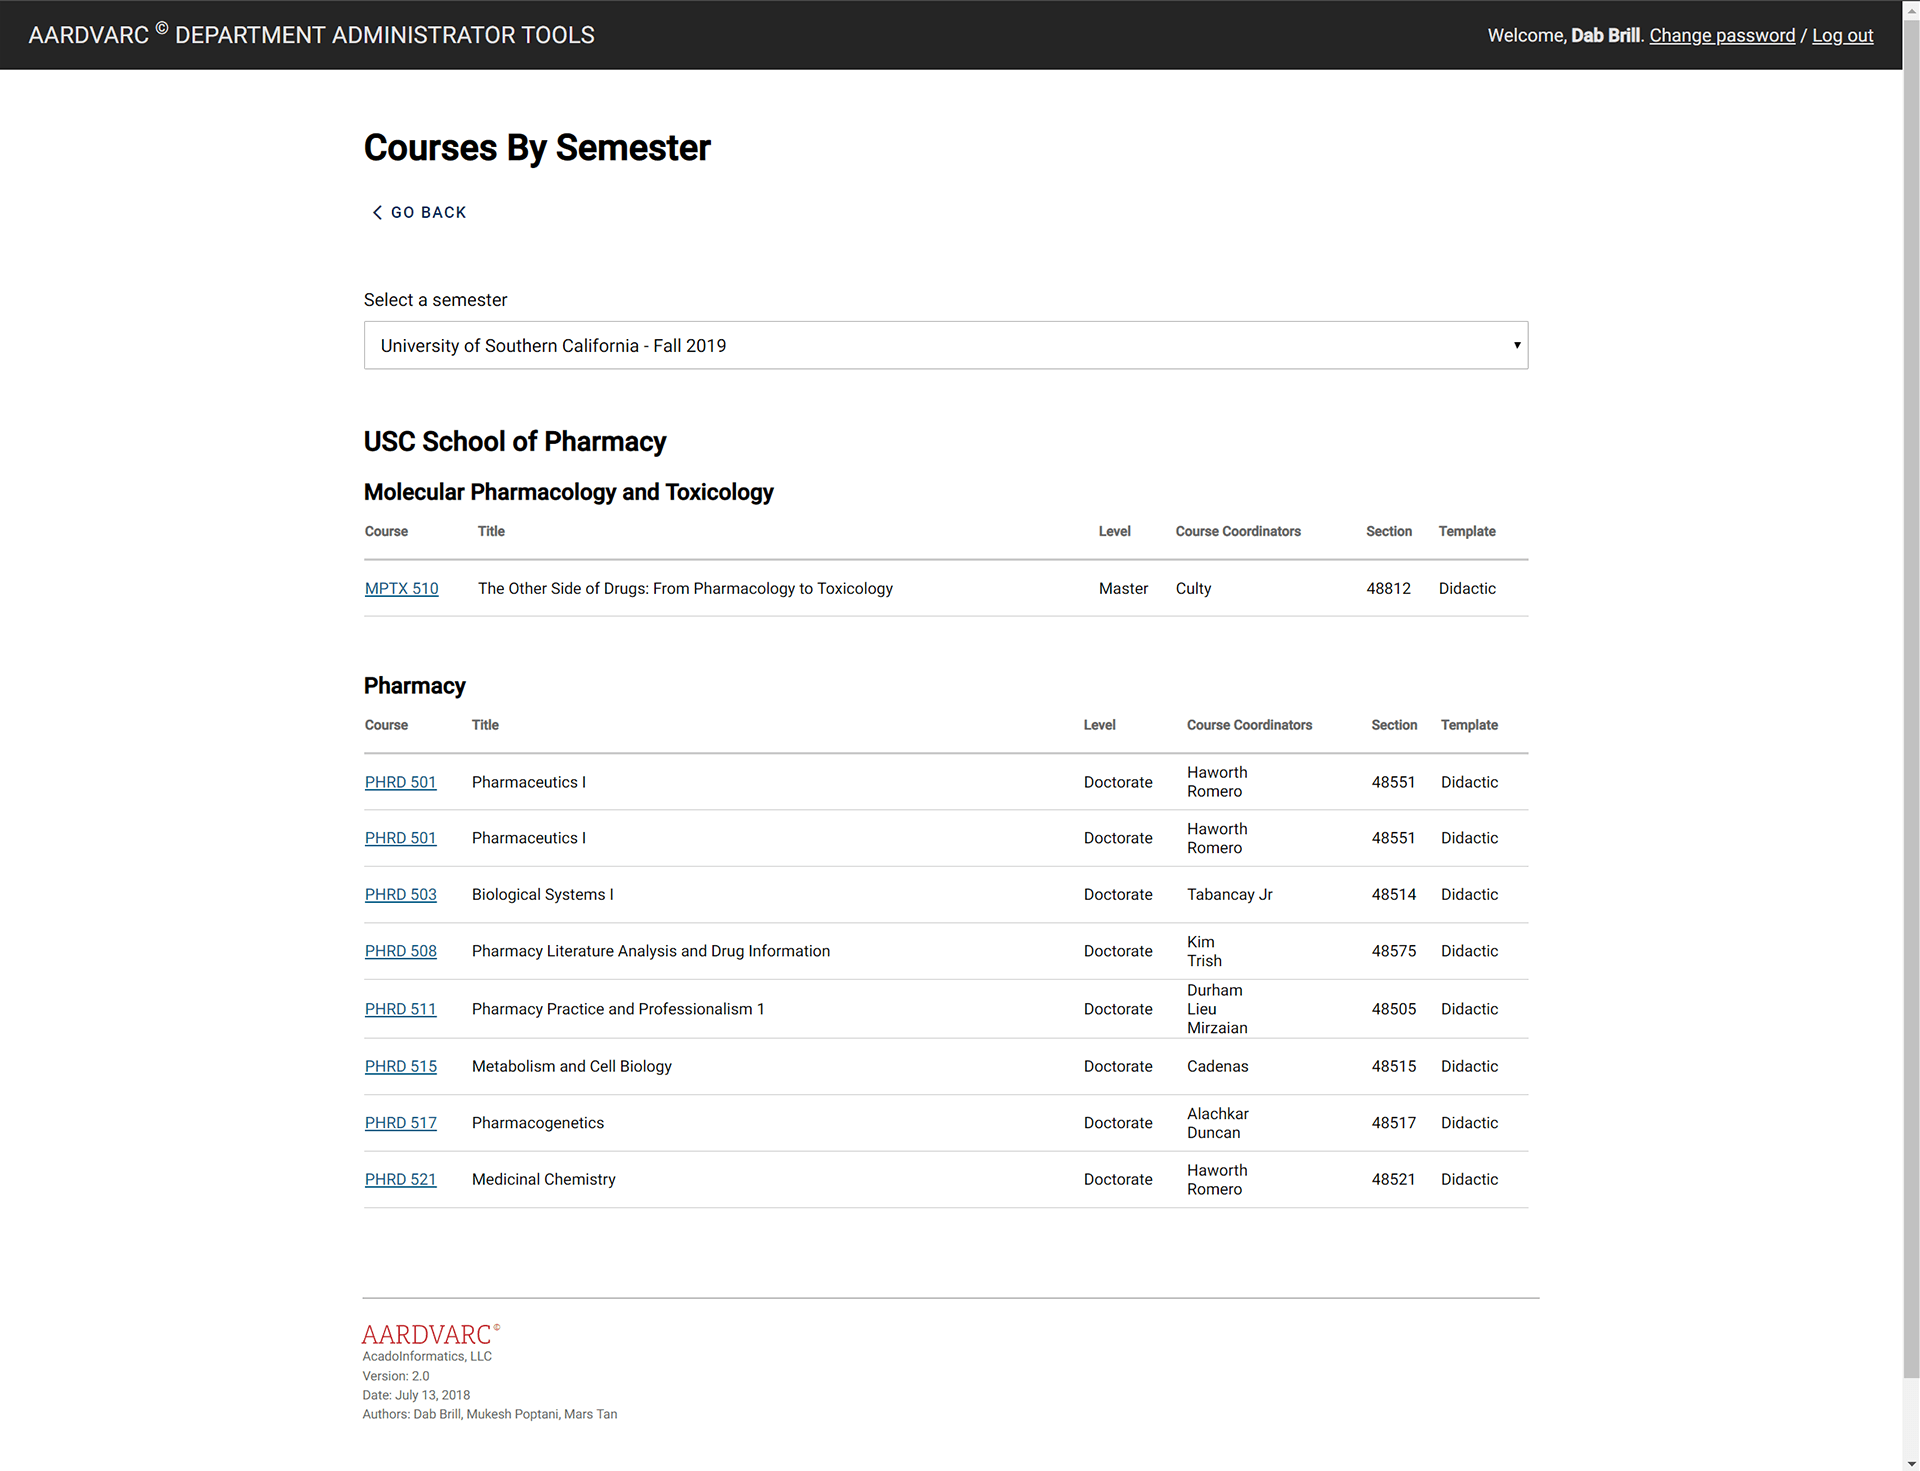 AARDVARC © DEPARTMENT ADMINISTRATOR TOOLS
Welcome, Dab Brill. Change password / Log out
Courses By Semester
GO BACK
Select a semester
University of Southern California - Fall 2019
USC School of Pharmacy
Molecular Pharmacology and Toxicology
Course Title Level Course Coordinators Section Template
MPTX 510 The Other Side of Drugs: From Pharmacology to Toxicology Master Culty 48812 Didactic
Pharmacy
Course Title Level Course Coordinators Section Template
PHRD 501 Pharmaceutics I Doctorate Haworth Romero 48551 Didactic
PHRD 501 Pharmaceutics I Doctorate Haworth Romero 48551 Didactic
PHRD 503 Biological Systems I Doctorate Tabancay Jr 48514 Didactic
PHRD 508 Pharmacy Literature Analysis and Drug Information Doctorate Kim Trish 48575 Didactic
PHRD 511 Pharmacy Practice and Professionalism 1 Doctorate Durham Lieu Mirzaian 48505 Didactic
PHRD 515 Metabolism and Cell Biology Doctorate Cadenas 48515 Didactic
PHRD 517 Pharmacogenetics Doctorate Alachkar Duncan 48517 Didactic
PHRD 521 Medicinal Chemistry Doctorate Haworth Romero 48521 Didactic
AARDVARC©
AcadoInformatics, LLC
Version: 2.0
Date: July 13, 2018
Authors: Dab Brill, Mukesh Poptani, Mars Tan